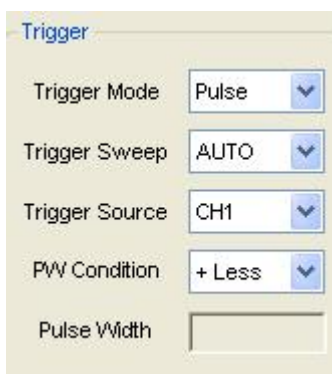 Trigger
Trigger Mode Pulse
Trigger Sweep AUTO
Trigger Source CH1
PW Condition + Less
Pulse Width